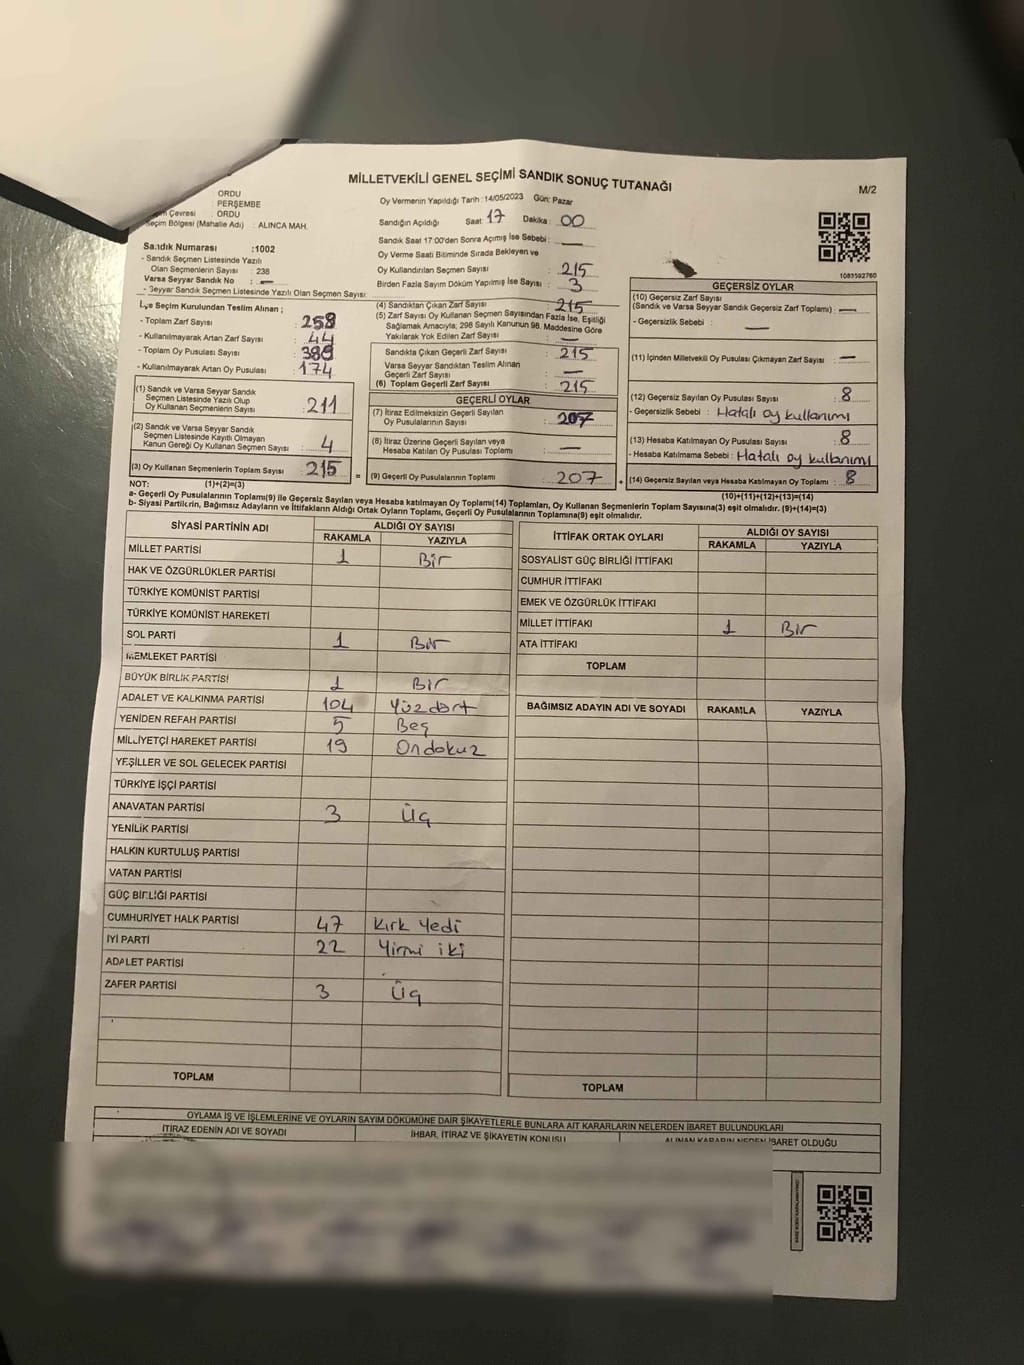 MİLLETVEKİLİ GENEL SEÇİMİ SANDIK SONUÇ TUTANAĞI
M/2
ORDU
: PERŞEMBE
Çevresi : ORDU
Seçim Bölgesi (Mahalle Adı) : ALINCA MAH.
Sandık Numarası :1002
- Sandık Seçmen Listesinde Yazılı
Olan Seçmenlerin Sayısı : 238
Varsa Seyyar Sandık No : —
- Seyyar Sandık Seçmen Listesinde Yazılı Olan Seçmen Sayısı:
Oy Vermenin Yapıldığı Tarih :14/05/2023 Gün: Pazar
Sandığın Açıldığı Saat: 17 Dakika: 00
Sandık Saat 17:00'den Sonra Açımış İse Sebebi : —
Oy Verme Saati Bitiminde Sırada Bekleyen ve
Oy Kullandırılan Seçmen Sayısı : 215
Birden Fazla Sayım Döküm Yapılmış İse Sayısı : 3
1083592760
İlçe Seçim Kurulundan Teslim Alınan ;
- Toplam Zarf Sayısı : 258
- Kullanılmayarak Artan Zarf Sayısı : 44
- Toplam Oy Pusulası Sayısı : 389
- Kullanılmayarak Artan Oy Pusulası : 174
(1) Sandık ve Varsa Seyyar Sandık
Seçmen Listesinde Yazılı Olup
Oy Kullanan Seçmenlerin Sayısı : 211
(2) Sandık ve Varsa Seyyar Sandık
Seçmen Listesinde Kayıtlı Olmayan
Kanun Gereği Oy Kullanan Seçmen Sayısı : 4
(3) Oy Kullanan Seçmenlerin Toplam Sayısı : 215
(4) Sandıktan Çıkan Zarf Sayısı : 215
(5) Zarf Sayısı Oy Kullanan Seçmen Sayısından Fazla İse, Eşitliği
Sağlamak Amacıyla; 298 Sayılı Kanunun 98. Maddesine Göre
Yakılarak Yok Edilen Zarf Sayısı : —
Sandıkta Çıkan Geçerli Zarf Sayısı : 215
Varsa Seyyar Sandıktan Teslim Alınan
Geçerli Zarf Sayısı : —
(6) Toplam Geçerli Zarf Sayısı : 215
GEÇERLİ OYLAR
(7) İtiraz Edilmeksizin Geçerli Sayılan
Oy Pusulalarının Sayısı : 207
(8) İtiraz Üzerine Geçerli Sayılan veya
Hesaba Katılan Oy Pusulası Toplamı : —
= (9) Geçerli Oy Pusulalarının Toplamı : 207
GEÇERSİZ OYLAR
(10) Geçersiz Zarf Sayısı
(Sandık ve Varsa Seyyar Sandık Geçersiz Zarf Toplamı) : —
- Geçersizlik Sebebi : —
(11) İçinden Milletvekil Oy Pusulası Çıkmayan Zarf Sayısı : —
(12) Geçersiz Sayılan Oy Pusulası Sayısı : 8
- Geçersizlik Sebebi : Hatalı oy kullanımı
(13) Hesaba Katılmayan Oy Pusulası Sayısı : 8
- Hesaba Katılmama Sebebi : Hatalı oy kullanımı
+ (14) Geçersiz Sayılan veya Hesaba Katılmayan Oy Toplamı : 8
NOT: (1)+(2)=(3)
(10)+(11)+(12)+(13)=(14)
a- Geçerli Oy Pusulalarının Toplamı(9) ile Geçersiz Sayılan veya Hesaba katılmayan Oy Toplamı(14) Toplamları, Oy Kullanan Seçmenlerin Toplam Sayısına(3) eşit olmalıdır. (9)+(14)=(3)
b- Siyasi Partilerin, Bağımsız Adayların ve İttifakların Aldığı Ortak Oyların Toplamı, Geçerli Oy Pusulalarının Toplamına(9) eşit olmalıdır.
SİYASİ PARTİNİN ADI
ALDIĞI OY SAYISI
RAKAMLA YAZIYLA
MİLLET PARTİSİ 1 Bir
HAK VE ÖZGÜRLÜKLER PARTİSİ
TÜRKİYE KOMÜNİST PARTİSİ
TÜRKİYE KOMÜNİST HAREKETİ
SOL PARTİ 1 Bir
MEMLEKET PARTİSİ
BÜYÜK BİRLİK PARTİSİ 1 Bir
ADALET VE KALKINMA PARTİSİ 104 Yüzdört
YENİDEN REFAH PARTİSİ 5 Beş
MİLLİYETÇİ HAREKET PARTİSİ 19 Ondokuz
YEŞİLLER VE SOL GELECEK PARTİSİ
TÜRKİYE İŞÇİ PARTİSİ
ANAVATAN PARTİSİ 3 Üç
YENİLİK PARTİSİ
HALKIN KURTULUŞ PARTİSİ
VATAN PARTİSİ
GÜÇ BİRLİĞİ PARTİSİ
CUMHURİYET HALK PARTİSİ 47 Kırk yedi
İYİ PARTİ 22 Yirmi iki
ADALET PARTİSİ
ZAFER PARTİSİ 3 Üç
TOPLAM
İTTİFAK ORTAK OYLARI
ALDIĞI OY SAYISI
RAKAMLA YAZIYLA
SOSYALİST GÜÇ BİRLİĞİ İTTİFAKI
CUMHUR İTTİFAKI
EMEK VE ÖZGÜRLÜK İTTİFAKI
MİLLET İTTİFAKI 1 Bir
ATA İTTİFAKI
TOPLAM
BAĞIMSIZ ADAYIN ADI VE SOYADI RAKAMLA YAZIYLA
TOPLAM
OYLAMA İŞ VE İŞLEMLERİNE VE OYLARIN SAYIM DÖKÜMÜNE DAİR ŞİKAYETLERLE BUNLARA AİT KARARLARIN NELERDEN İBARET BULUNDUKLARI
İTİRAZ EDENİN ADI VE SOYADI
İHBAR, İTİRAZ VE ŞİKAYETİN KONUSU
ALINAN KARARIN NEDEN İBARET OLDUĞU